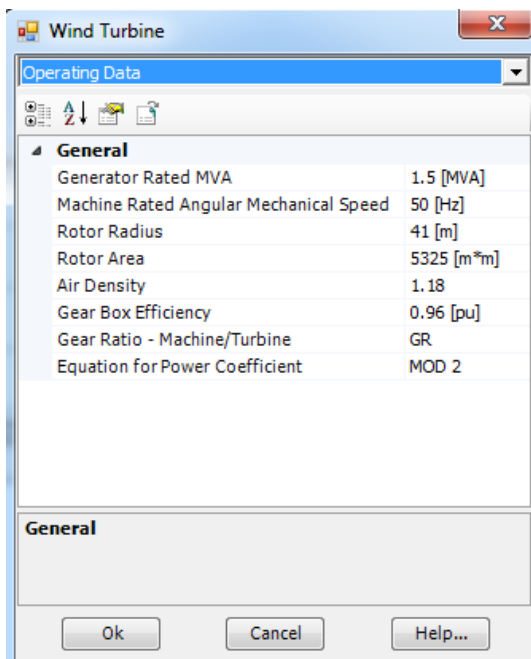 Wind Turbine
Operating Data
General
Generator Rated MVA 1.5 [MVA]
Machine Rated Angular Mechanical Speed 50 [Hz]
Rotor Radius 41 [m]
Rotor Area 5325 [m*m]
Air Density 1.18
Gear Box Efficiency 0.96 [pu]
Gear Ratio - Machine/Turbine GR
Equation for Power Coefficient MOD 2
General
Ok Cancel Help...